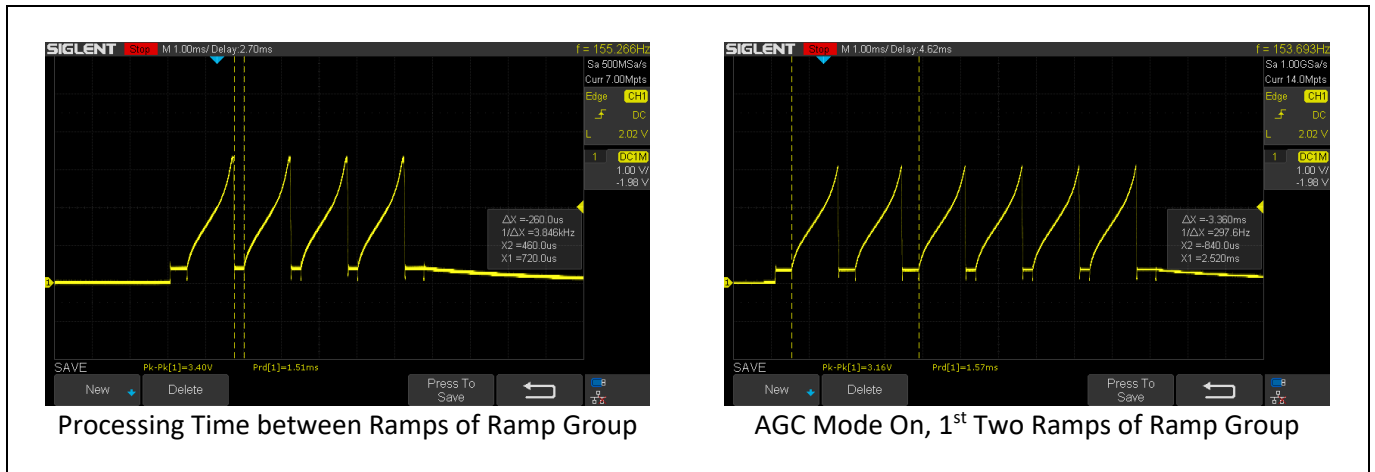 SIGLENT Stop M 1.00ms/ Delay:2.70ms f = 155.266Hz
Sa 500MSa/s
Curr 7.00Mpts
Edge CH1
DC
L 2.02 V
1 DC1M
1.00 V/
-1.98 V
ΔX =-260.0us
1/ΔX =3.846kHz
X2 =460.0us
X1 =720.0us
1
SAVE Pk-Pk[1]=3.40V Prd[1]=1.51ms
New Delete Press To
Save
Processing Time between Ramps of Ramp Group
SIGLENT Stop M 1.00ms/ Delay:4.62ms f = 153.693Hz
Sa 1.00GSa/s
Curr 14.0Mpts
Edge CH1
DC
L 2.02 V
1 DC1M
1.00 V/
-1.98 V
ΔX =-3.360ms
1/ΔX =297.6Hz
X2 =-840.0us
X1 =2.520ms
1
SAVE Pk-Pk[1]=3.16V Prd[1]=1.57ms
New Delete Press To
Save
AGC Mode On, 1st Two Ramps of Ramp Group